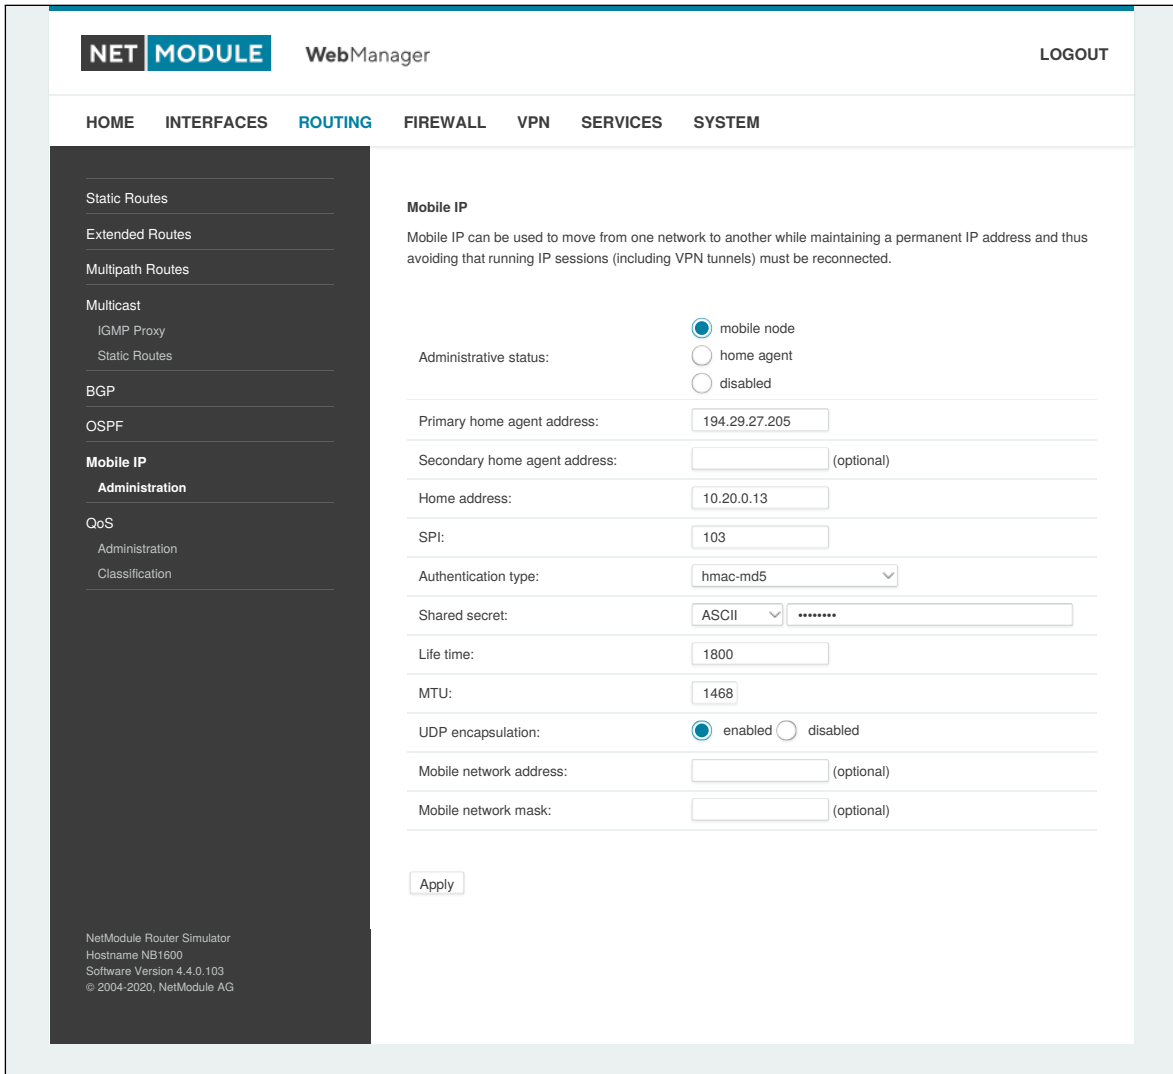 NET MODULE WebManager LOGOUT
HOME INTERFACES ROUTING FIREWALL VPN SERVICES SYSTEM
Static Routes
Extended Routes
Multipath Routes
Multicast
IGMP Proxy
Static Routes
BGP
OSPF
Mobile IP
Administration
QoS
Administration
Classification
NetModule Router Simulator
Hostname NB1600
Software Version 4.4.0.103
© 2004-2020, NetModule AG
Mobile IP
Mobile IP can be used to move from one network to another while maintaining a permanent IP address and thus
avoiding that running IP sessions (including VPN tunnels) must be reconnected.
Administrative status:
mobile node
home agent
disabled
Primary home agent address: 194.29.27.205
Secondary home agent address: (optional)
Home address: 10.20.0.13
SPI: 103
Authentication type: hmac-md5
Shared secret: ASCII ••••••••
Life time: 1800
MTU: 1468
UDP encapsulation: enabled disabled
Mobile network address: (optional)
Mobile network mask: (optional)
Apply